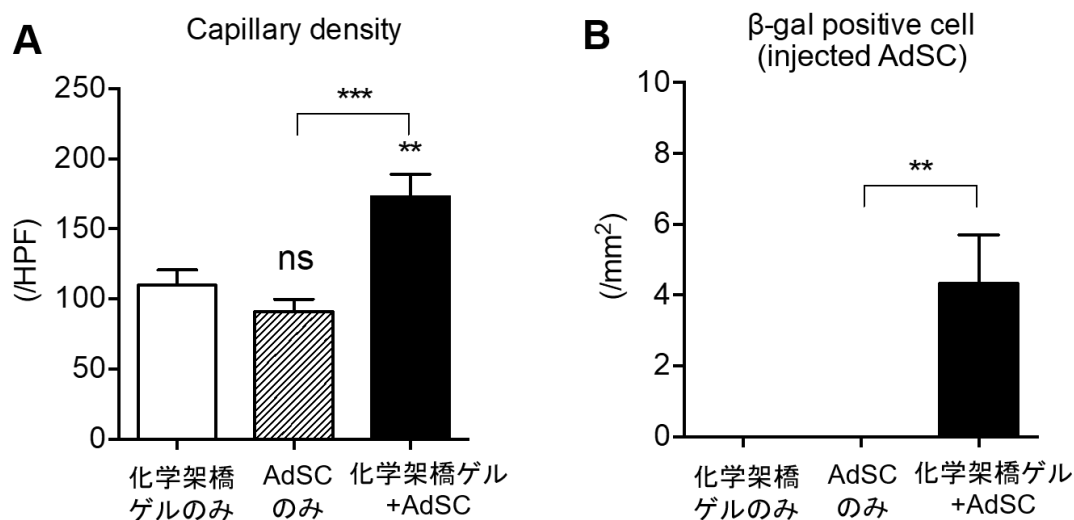 A
Capillary density
(/HPF)
250
200
150
100
50
0
***
**
ns
化学架橋
ゲルのみ
AdSC
のみ
化学架橋ゲル
+AdSC
B
β-gal positive cell
(injected AdSC)
(/mm²)
10
8
6
4
2
0
**
化学架橋
ゲルのみ
AdSC
のみ
化学架橋ゲル
+AdSC